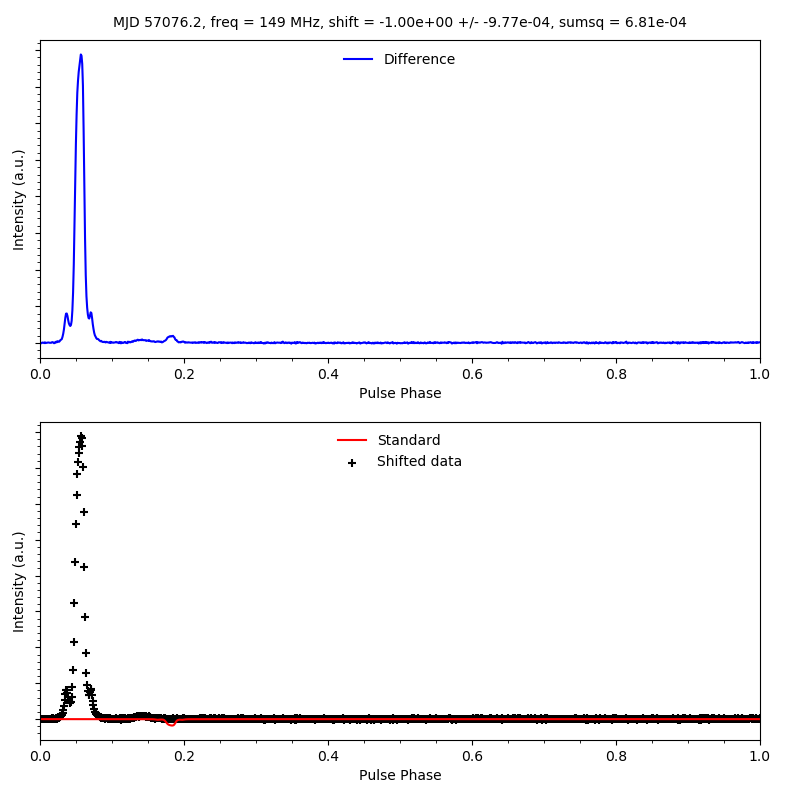 MJD 57076.2, freq = 149 MHz, shift = -1.00e+00 +/- -9.77e-04, sumsq = 6.81e-04
Difference
Intensity (a.u.)
0.0 0.2 0.4 0.6 0.8 1.0
Pulse Phase
Standard
Shifted data
Intensity (a.u.)
0.0 0.2 0.4 0.6 0.8 1.0
Pulse Phase